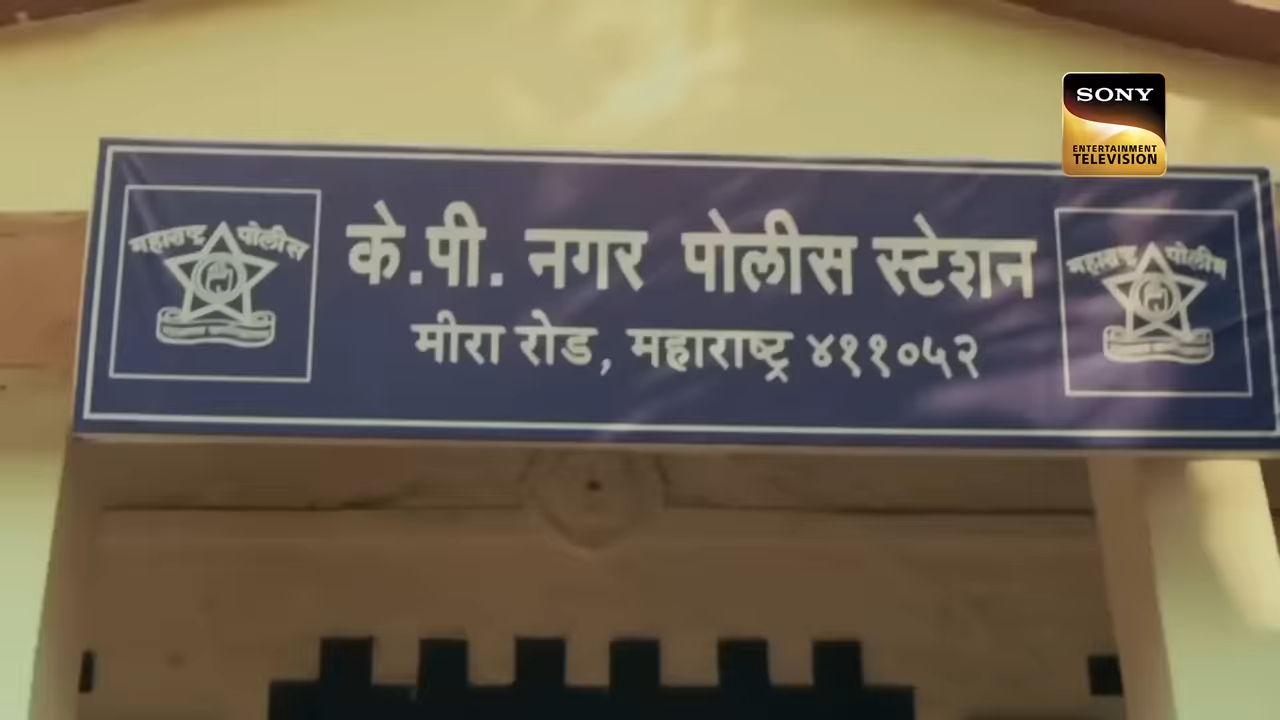 SONY
ENTERTAINMENT
TELEVISION
महाराष्ट्र पोलीस
के.पी. नगर पोलीस स्टेशन
मीरा रोड, महाराष्ट्र ४११०५२
महाराष्ट्र पोलीस